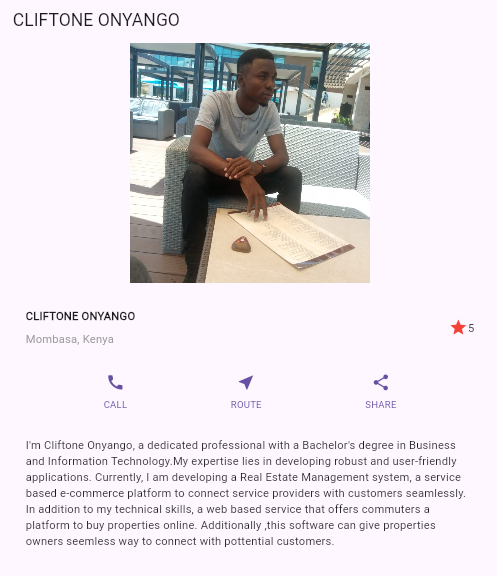 CLIFTONE ONYANGO
CLIFTONE ONYANGO
Mombasa, Kenya
5
CALL
ROUTE
SHARE
I'm Cliftone Onyango, a dedicated professional with a Bachelor's degree in Business
and Information Technology.My expertise lies in developing robust and user-friendly
applications. Currently, I am developing a Real Estate Management system, a service
based e-commerce platform to connect service providers with customers seamlessly.
In addition to my technical skills, a web based service that offers commuters a
platform to buy properties online. Additionally ,this software can give properties
owners seemless way to connect with pottential customers.